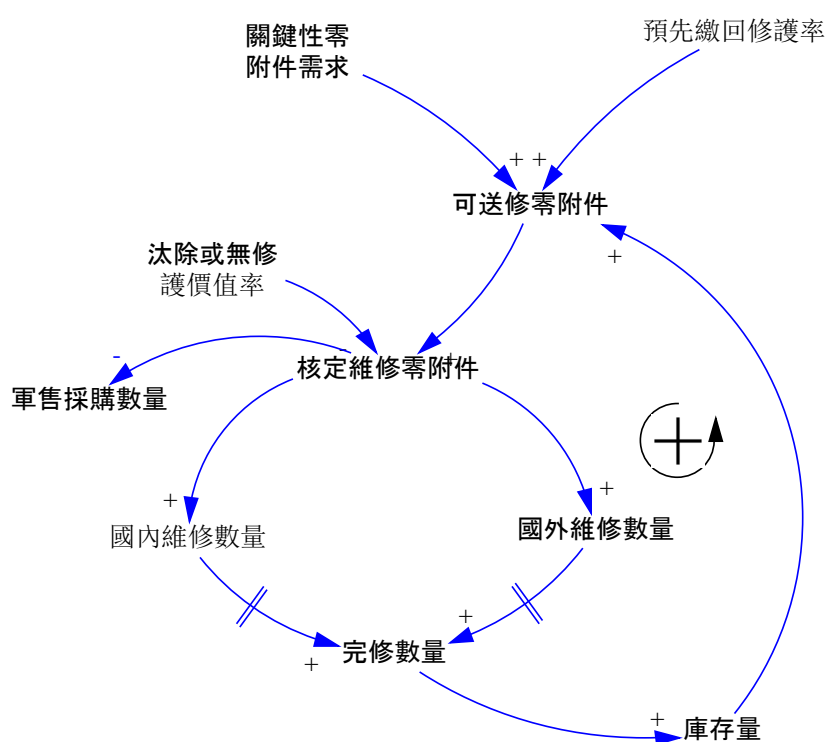 關鍵性零
附件需求
預先繳回修護率
+ +
可送修零附件
+
汰除或無修
護價值率
-
-
+
核定維修零附件
軍售採購數量
+
+
國內維修數量
國外維修數量
+
+
完修數量
+
庫存量